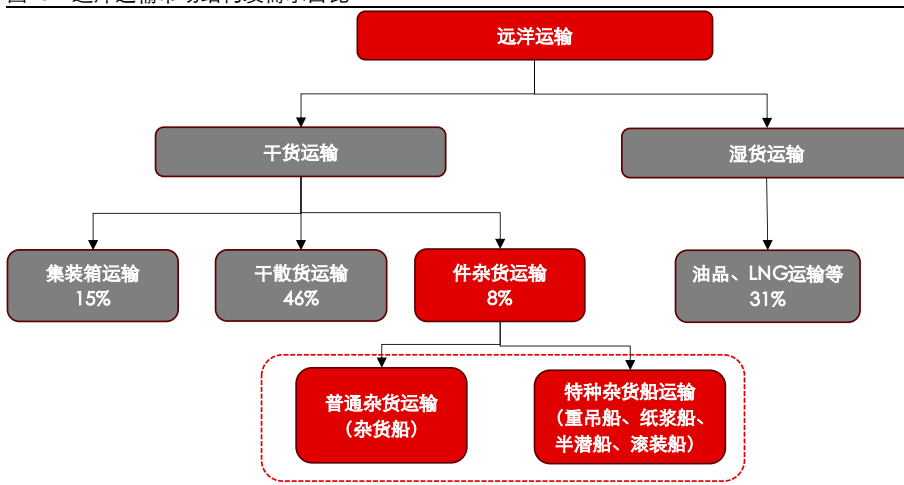 远洋运输
干货运输
湿货运输
集装箱运输
15%
干散货运输
46%
件杂货运输
8%
油品、LNG运输等
31%
普通杂货运输
（杂货船）
特种杂货船运输
（重吊船、纸浆船、
半潜船、滚装船）